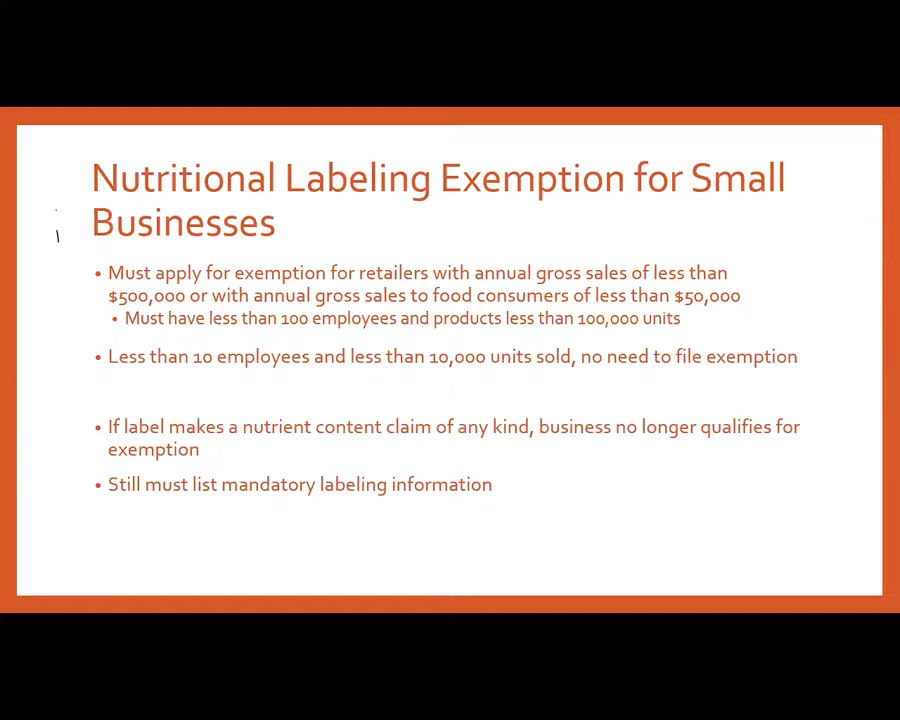 Nutritional Labeling Exemption for Small
Businesses
• Must apply for exemption for retailers with annual gross sales of less than
$500,000 or with annual gross sales to food consumers of less than $50,000
• Must have less than 100 employees and products less than 100,000 units
• Less than 10 employees and less than 10,000 units sold, no need to file exemption
• If label makes a nutrient content claim of any kind, business no longer qualifies for
exemption
• Still must list mandatory labeling information